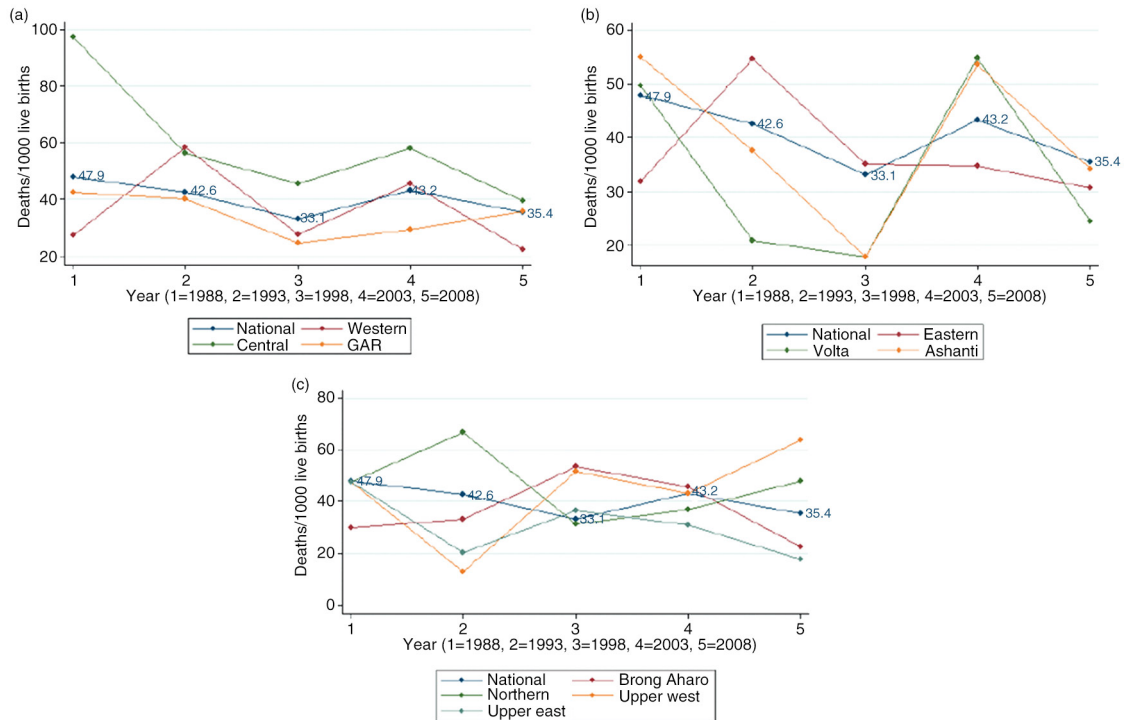 (a)
100
80
60
40
20
Deaths/1000 live births
47.9
42.6
33.1
43.2
35.4
1 2 3 4 5
Year (1=1988, 2=1993, 3=1998, 4=2003, 5=2008)
National Western
Central GAR
(b)
60
50
40
30
20
Deaths/1000 live births
47.9
42.6
33.1
43.2
35.4
1 2 3 4 5
Year (1=1988, 2=1993, 3=1998, 4=2003, 5=2008)
National Eastern
Volta Ashanti
(c)
80
60
40
20
0
Deaths/1000 live births
47.9
42.6
33.1
43.2
35.4
1 2 3 4 5
Year (1=1988, 2=1993, 3=1998, 4=2003, 5=2008)
National Brong Aharo
Northern Upper west
Upper east